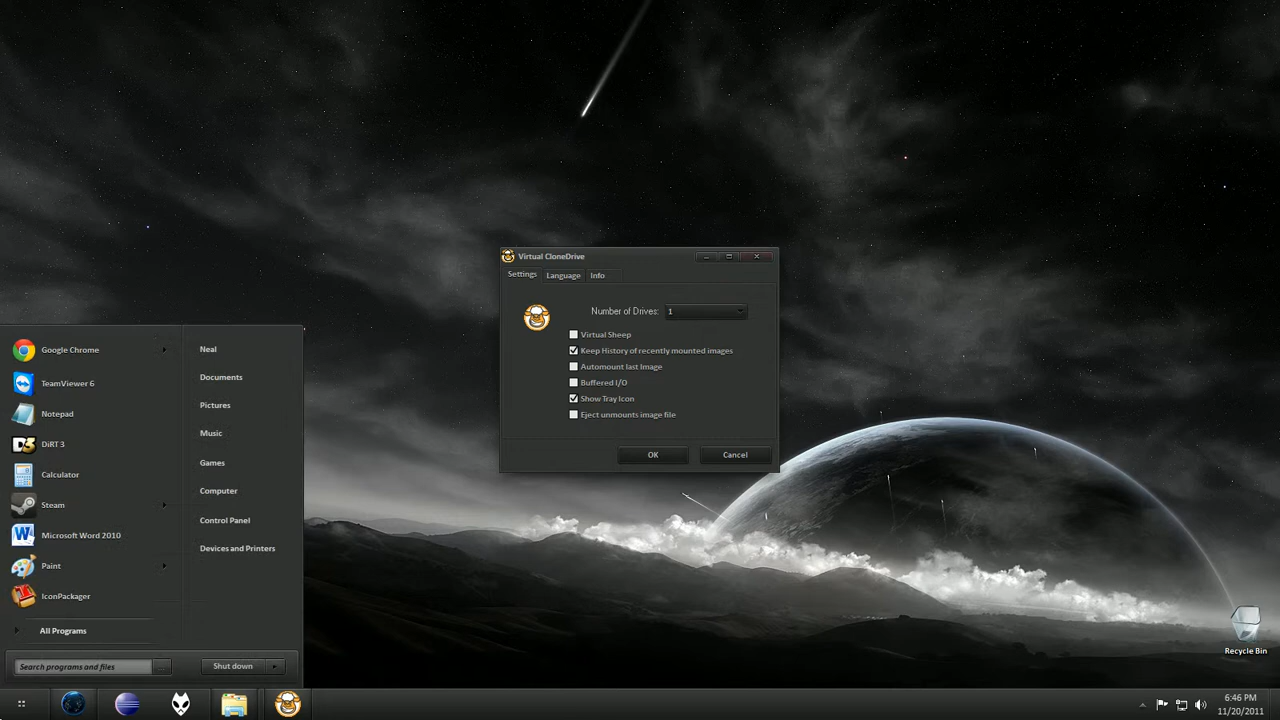 Virtual CloneDrive
Settings Language Info
Number of Drives: 1
Virtual Sheep
Keep History of recently mounted images
Automount last Image
Buffered I/O
Show Tray Icon
Eject unmounts image file
OK Cancel
Google Chrome
TeamViewer 6
Notepad
DiRT 3
Calculator
Steam
Microsoft Word 2010
Paint
IconPackager
All Programs
Search programs and files
Neal
Documents
Pictures
Music
Games
Computer
Control Panel
Devices and Printers
Shut down
Recycle Bin
6:46 PM
11/20/2011